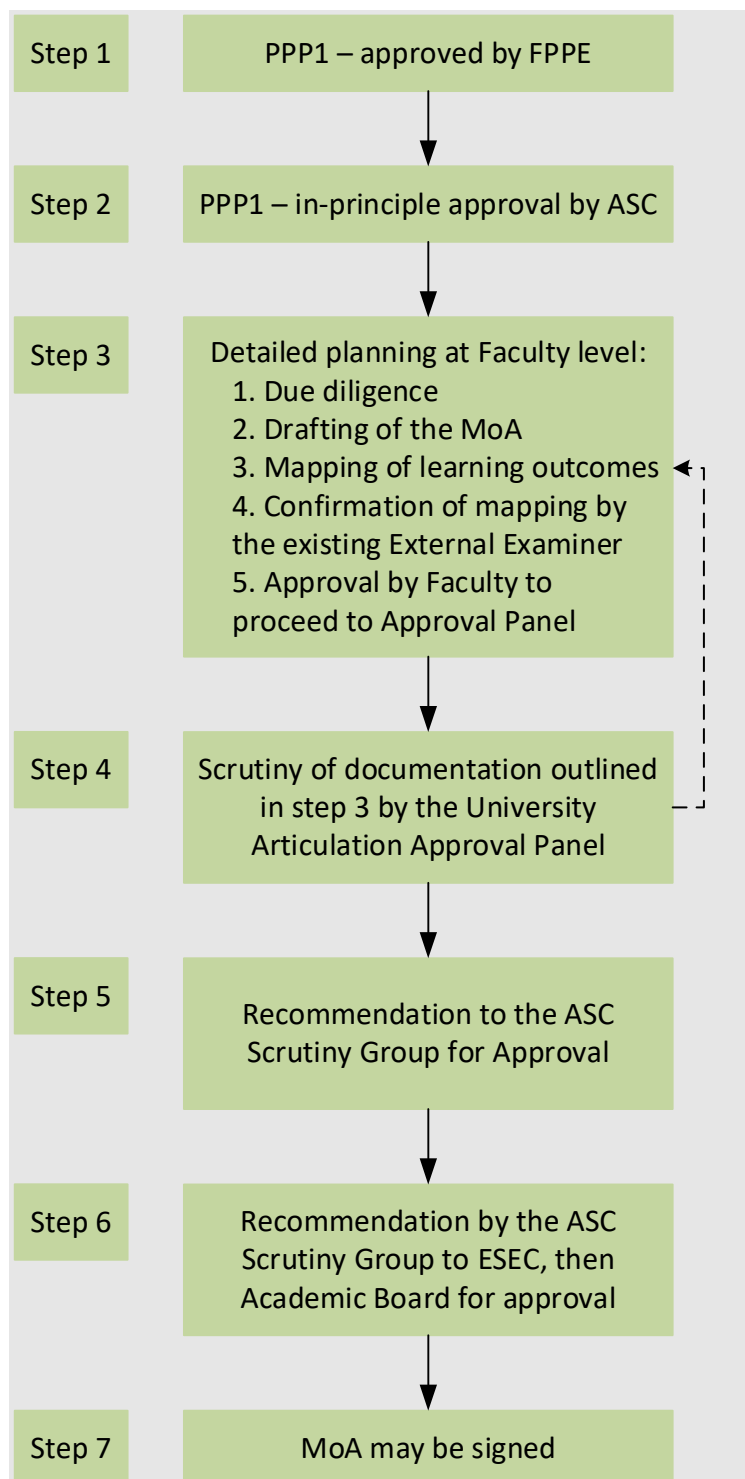 Step 1
PPP1 – approved by FPPE
Step 2
PPP1 – in-principle approval by ASC
Step 3
Detailed planning at Faculty level:
1. Due diligence
2. Drafting of the MoA
3. Mapping of learning outcomes
4. Confirmation of mapping by
the existing External Examiner
5. Approval by Faculty to
proceed to Approval Panel
Step 4
Scrutiny of documentation outlined
in step 3 by the University
Articulation Approval Panel
Step 5
Recommendation to the ASC
Scrutiny Group for Approval
Step 6
Recommendation by the ASC
Scrutiny Group to ESEC, then
Academic Board for approval
Step 7
MoA may be signed